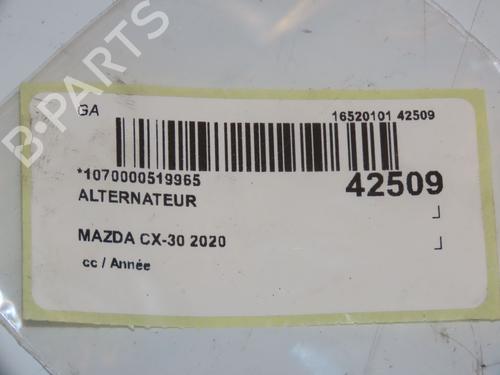 B-PARTS
GA
16520101 42509
*1070000519965
42509
ALTERNATEUR
MAZDA CX-30 2020
cc / Année